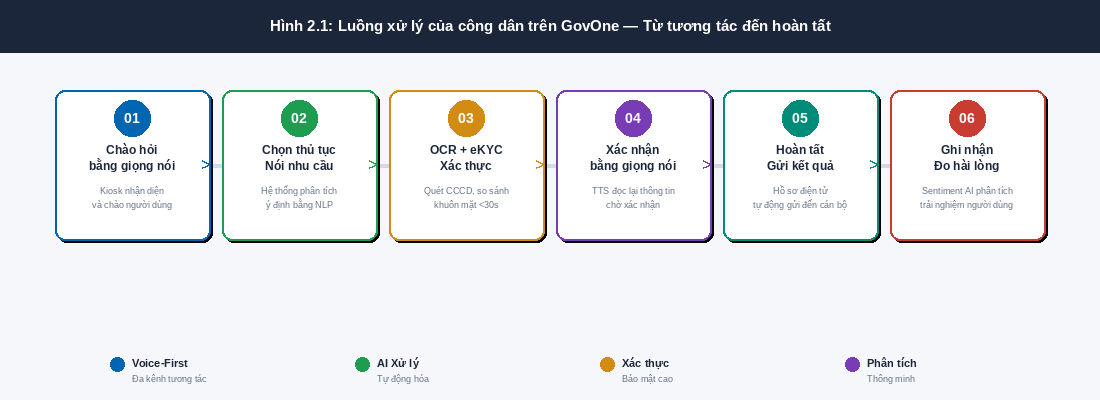 Hình 2.1: Luồng xử lý của công dân trên GovOne — Từ tương tác đến hoàn tất
01
Chào hỏi
bằng giọng nói
Kiosk nhận diện
và chào người dùng
>
02
Chọn thủ tục
Nói nhu cầu
Hệ thống phân tích
ý định bằng NLP
>
03
OCR + eKYC
Xác thực
Quét CCCD, so sánh
khuôn mặt <30s
>
04
Xác nhận
bằng giọng nói
TTS đọc lại thông tin
chờ xác nhận
>
05
Hoàn tất
Gửi kết quả
Hồ sơ điện tử
tự động gửi đến cán bộ
>
06
Ghi nhận
Đo hài lòng
Sentiment AI phân tích
trải nghiệm người dùng
Voice-First
Đa kênh tương tác
AI Xử lý
Tự động hóa
Xác thực
Bảo mật cao
Phân tích
Thông minh